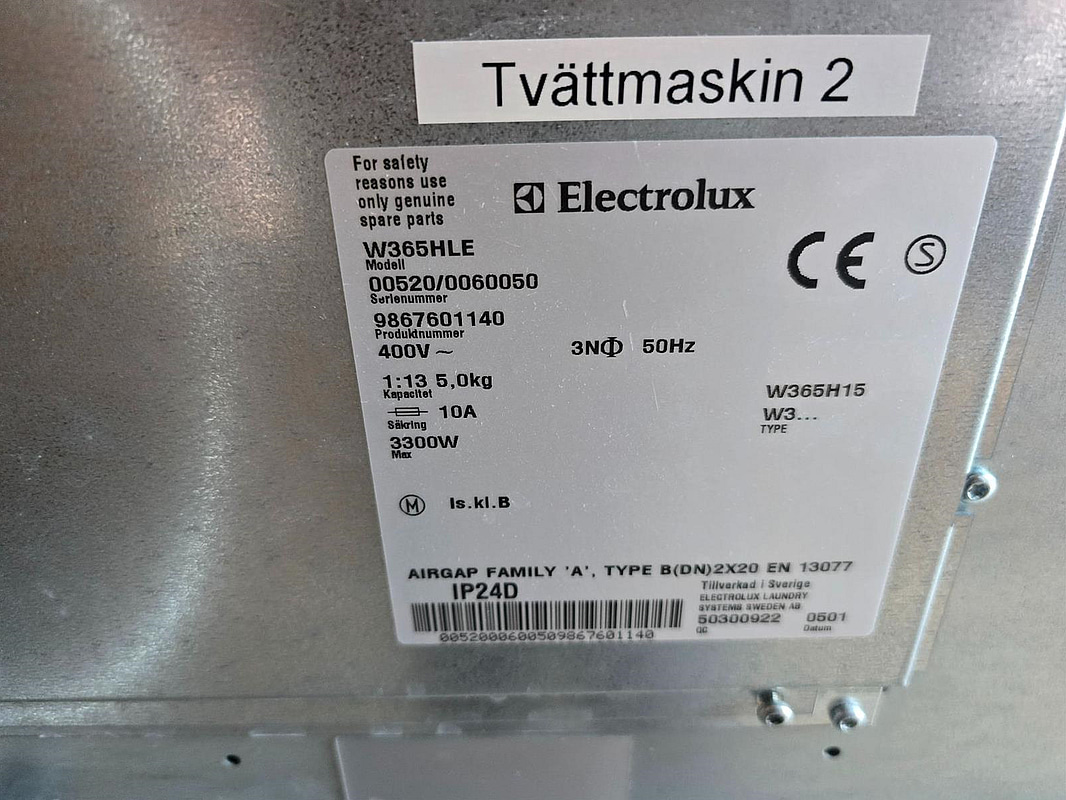 Tvättmaskin 2
For safety
reasons use
only genuine
spare parts
Electrolux
W365HLE
Modell
CE S
00520/0060050
Serienummer
9867601140
Produktnummer
400V ~ 3NΦ 50Hz
1:13 5,0kg
Kapacitet
W365H15
10A
Säkring
W3...
TYPE
3300W
Max
M Is.kl.B
AIRGAP FAMILY 'A', TYPE B(DN)2X20 EN 13077
IP24D
Tillverkad i Sverige
ELECTROLUX LAUNDRY
SYSTEMS SWEDEN AB
50300922 0501
QC Datum
0052000600509867601140